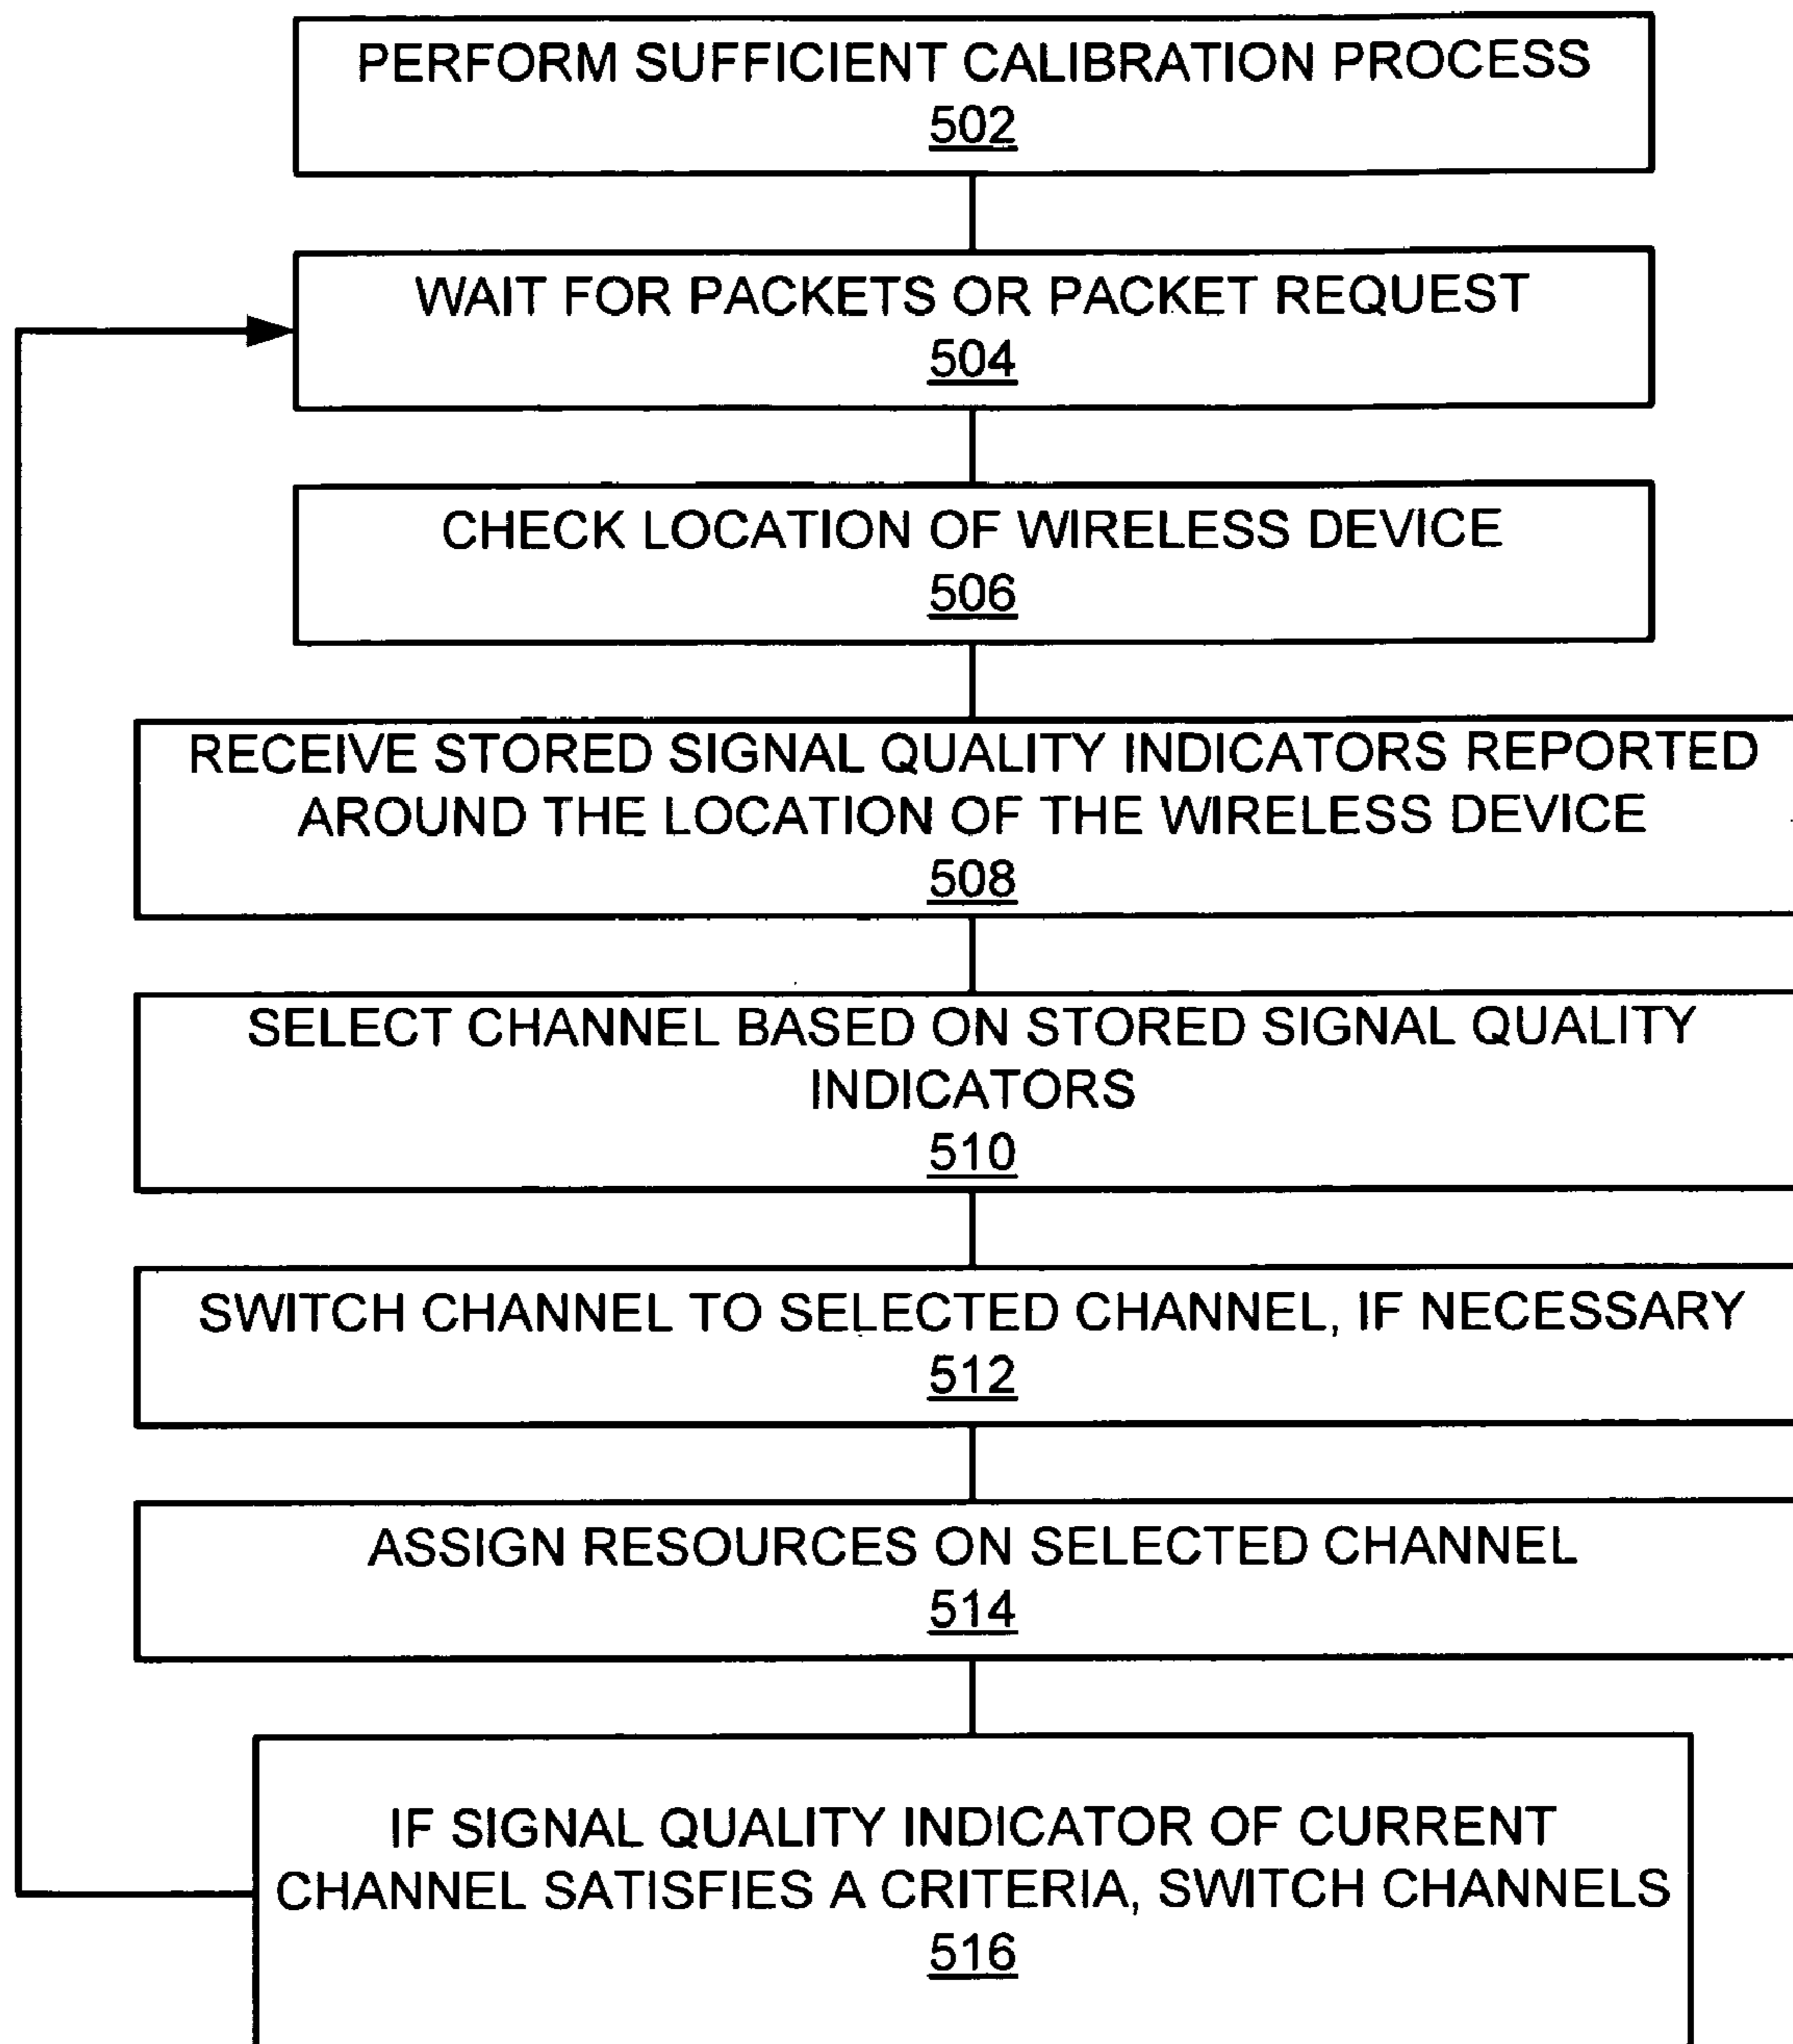 PERFORM SUFFICIENT CALIBRATION PROCESS
502
WAIT FOR PACKETS OR PACKET REQUEST
504
CHECK LOCATION OF WIRELESS DEVICE
506
RECEIVE STORED SIGNAL QUALITY INDICATORS REPORTED
AROUND THE LOCATION OF THE WIRELESS DEVICE
508
SELECT CHANNEL BASED ON STORED SIGNAL QUALITY
INDICATORS
510
SWITCH CHANNEL TO SELECTED CHANNEL, IF NECESSARY
512
ASSIGN RESOURCES ON SELECTED CHANNEL
514
IF SIGNAL QUALITY INDICATOR OF CURRENT
CHANNEL SATISFIES A CRITERIA, SWITCH CHANNELS
516